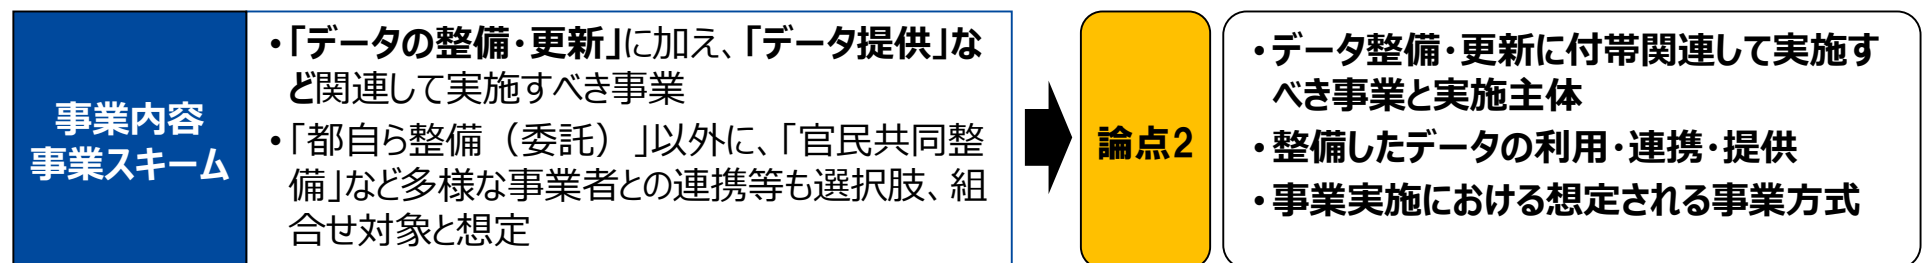 事業内容
事業スキーム
•「データの整備・更新」に加え、「データ提供」な
ど関連して実施すべき事業
•「都自ら整備（委託）」以外に、「官民共同整
備」など多様な事業者との連携等も選択肢、組
合せ対象と想定
論点2
•データ整備・更新に付帯関連して実施す
べき事業と実施主体
•整備したデータの利用・連携・提供
•事業実施における想定される事業方式